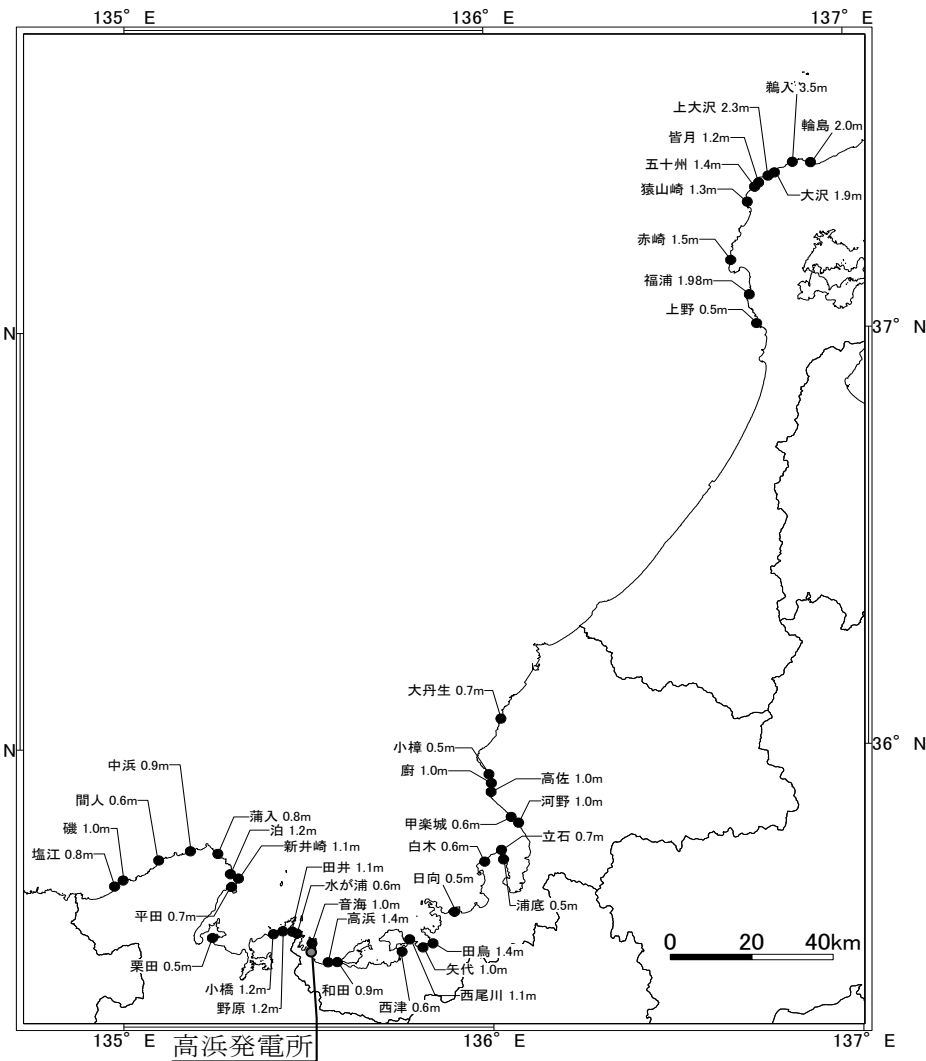 135° E
136° E
137° E
鵜入 3.5m
上大沢 2.3m
輪島 2.0m
皆月 1.2m
五十州 1.4m
猿山崎 1.3m
大沢 1.9m
赤崎 1.5m
福浦 1.98m
上野 0.5m
N
37° N
大丹生 0.7m
小樟 0.5m
厨 1.0m
高佐 1.0m
N
36° N
河野 1.0m
甲楽城 0.6m
立石 0.7m
白木 0.6m
浦底 0.5m
日向 0.5m
中浜 0.9m
間人 0.6m
磯 1.0m
塩江 0.8m
蒲入 0.8m
泊 1.2m
新井崎 1.1m
田井 1.1m
水が浦 0.6m
音海 1.0m
高浜 1.4m
平田 0.7m
栗田 0.5m
小橋 1.2m
野原 1.2m
和田 0.9m
西津 0.6m
田烏 1.4m
矢代 1.0m
西尾川 1.1m
0 20 40km
135° E
136° E
137° E
高浜発電所